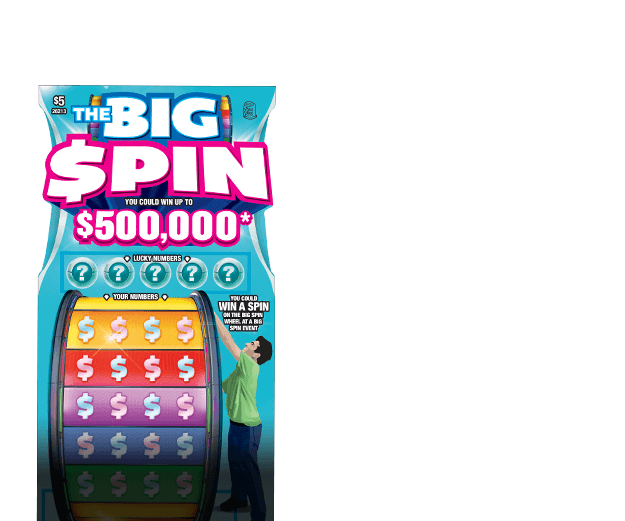 $5
THE BIG
$PIN
YOU COULD WIN UP TO
$500,000*
LUCKY NUMBERS
? ? ? ? ?
YOUR NUMBERS
YOU COULD
WIN A SPIN
ON THE BIG SPIN
WHEEL AT A BIG
SPIN EVENT
$ $ $ $
$ $ $ $
$ $ $ $
$ $ $ $
$ $ $ $